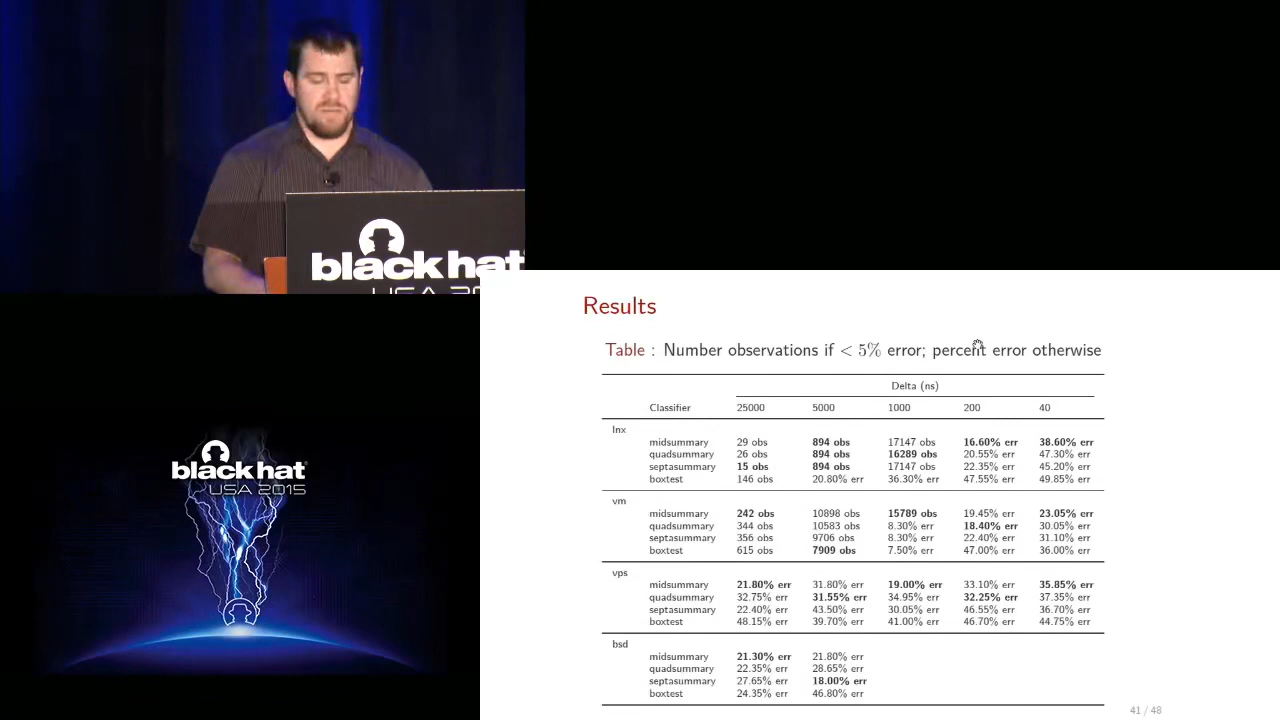 black hat
USA 20
black hat
USA 2015
Results
Table : Number observations if < 5% error; percent error otherwise
Delta (ns)
Classifier 25000 5000 1000 200 40
lnx
midsummary 29 obs 894 obs 17147 obs 16.60% err 38.60% err
quadsummary 26 obs 894 obs 16289 obs 20.55% err 47.30% err
septasummary 15 obs 894 obs 17147 obs 22.35% err 45.20% err
boxtest 146 obs 20.80% err 36.30% err 47.55% err 49.85% err
vm
midsummary 242 obs 10898 obs 15789 obs 19.45% err 23.05% err
quadsummary 344 obs 10583 obs 8.30% err 18.40% err 30.05% err
septasummary 356 obs 9706 obs 8.30% err 22.40% err 31.10% err
boxtest 615 obs 7909 obs 7.50% err 47.00% err 36.00% err
vps
midsummary 21.80% err 31.80% err 19.00% err 33.10% err 35.85% err
quadsummary 32.75% err 31.55% err 34.95% err 32.25% err 37.35% err
septasummary 22.40% err 43.50% err 30.05% err 46.55% err 36.70% err
boxtest 48.15% err 39.70% err 41.00% err 46.70% err 44.75% err
bsd
midsummary 21.30% err 21.80% err
quadsummary 22.35% err 28.65% err
septasummary 27.65% err 18.00% err
boxtest 24.35% err 46.80% err
41 / 48